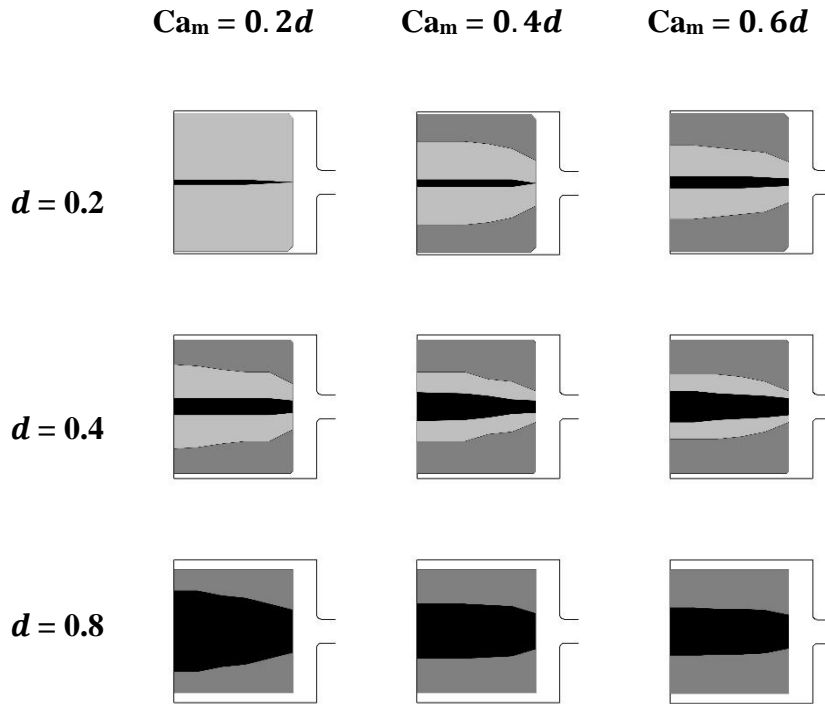 Caₘ = 0.2d Caₘ = 0.4d Caₘ = 0.6d
d = 0.2
d = 0.4
d = 0.8